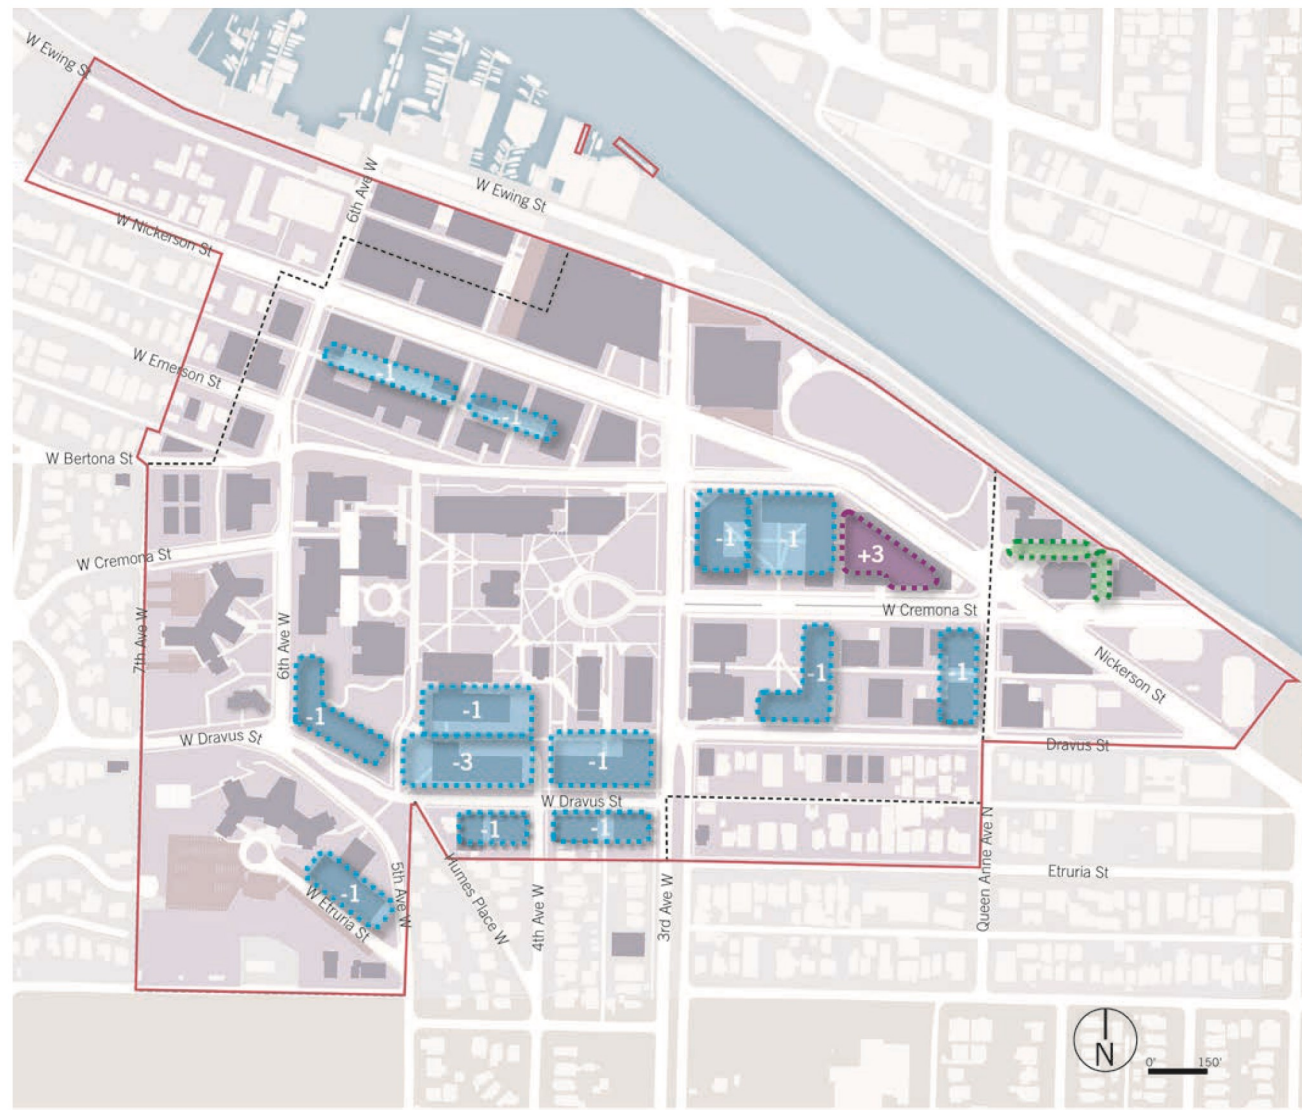 W Ewing St
6th Ave W
W Ewing St
W Nickerson St
W Emerson St
-1
-1
W Bertona St
W Cremona St
-1
-1
+3
W Cremona St
7th Ave W
6th Ave W
-1
-1
Nickerson St
-1
-1
W Dravus St
-3
-1
Dravus St
W Dravus St
-1
-1
Queen Anne Ave N
Etruria St
-1
W Etruria St
5th Ave W
Humes Place W
4th Ave W
3rd Ave W
N
0'
150'